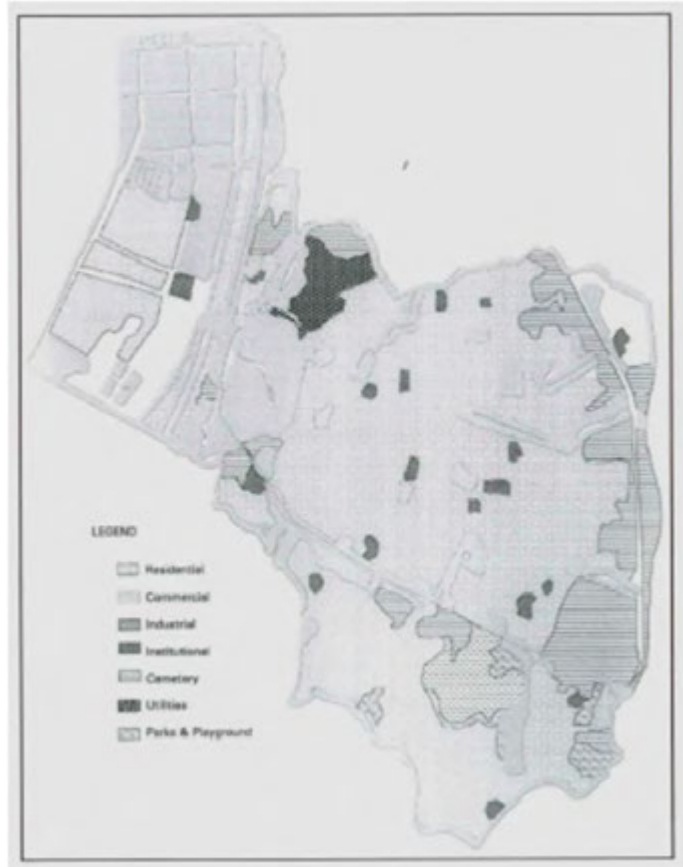 LEGEND
Residential
Commercial
Industrial
Institutional
Cemetery
Utilities
Parks & Playground